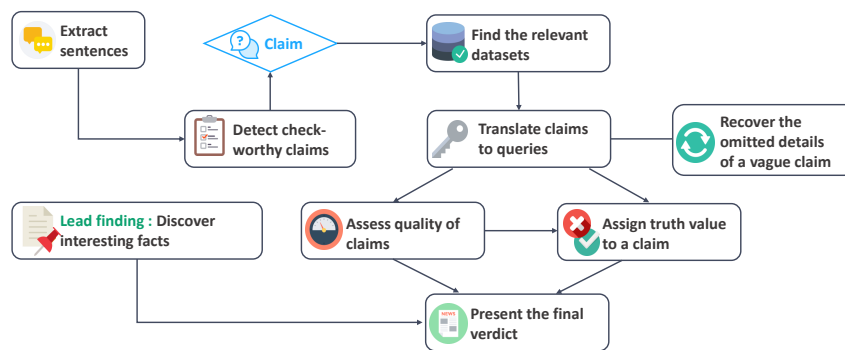 Extract
sentences
Claim
Find the relevant
datasets
Detect check-
worthy claims
Translate claims
to queries
Recover the
omitted details
of a vague claim
Lead finding : Discover
interesting facts
Assess quality of
claims
Assign truth value
to a claim
NEWS
Present the final
verdict